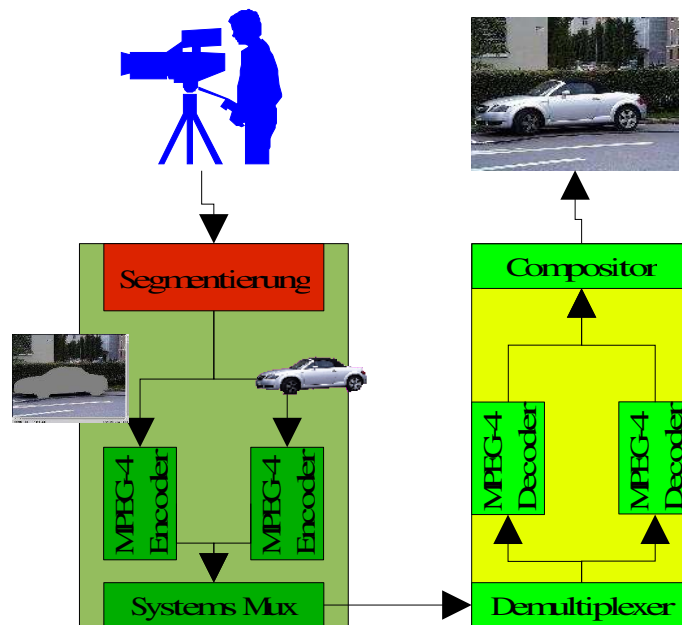 Segmentierung
MPEG-4
Encoder
MPEG-4
Encoder
Systems Mux
Compositor
MPEG-4
Decoder
MPEG-4
Decoder
Demultiplexer